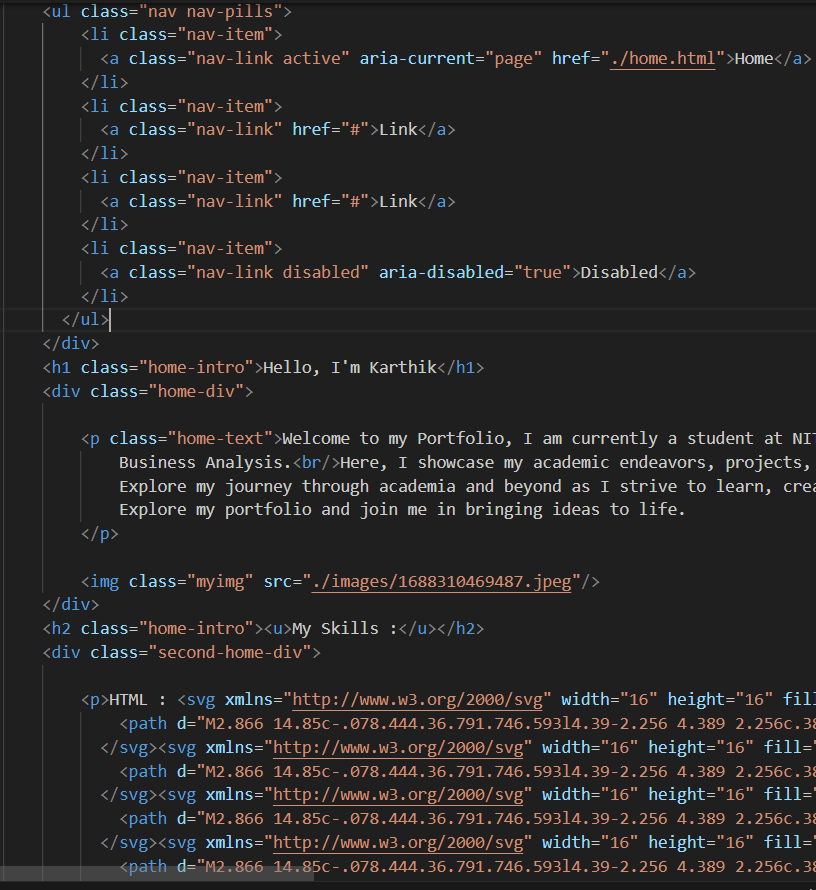 <ul class="nav nav-pills">
<li class="nav-item">
<a class="nav-link active" aria-current="page" href="./home.html">Home</a>
</li>
<li class="nav-item">
<a class="nav-link" href="#">Link</a>
</li>
<li class="nav-item">
<a class="nav-link" href="#">Link</a>
</li>
<li class="nav-item">
<a class="nav-link disabled" aria-disabled="true">Disabled</a>
</li>
</ul>
</div>
<h1 class="home-intro">Hello, I'm Karthik</h1>
<div class="home-div">
<p class="home-text">Welcome to my Portfolio, I am currently a student at NIT
Business Analysis.<br/>Here, I showcase my academic endeavors, projects,
Explore my journey through academia and beyond as I strive to learn, crea
Explore my portfolio and join me in bringing ideas to life.
</p>
<img class="myimg" src="./images/1688310469487.jpeg"/>
</div>
<h2 class="home-intro"><u>My Skills :</u></h2>
<div class="second-home-div">
<p>HTML : <svg xmlns="http://www.w3.org/2000/svg" width="16" height="16" fill
<path d="M2.866 14.85c-.078.444.36.791.746.593l4.39-2.256 4.389 2.256c.38
</svg><svg xmlns="http://www.w3.org/2000/svg" width="16" height="16" fill="
<path d="M2.866 14.85c-.078.444.36.791.746.593l4.39-2.256 4.389 2.256c.38
</svg><svg xmlns="http://www.w3.org/2000/svg" width="16" height="16" fill="
<path d="M2.866 14.85c-.078.444.36.791.746.593l4.39-2.256 4.389 2.256c.38
</svg><svg xmlns="http://www.w3.org/2000/svg" width="16" height="16" fill="
<path d="M2.866 14.85c-.078.444.36.791.746.593l4.39-2.256 4.389 2.256c.38